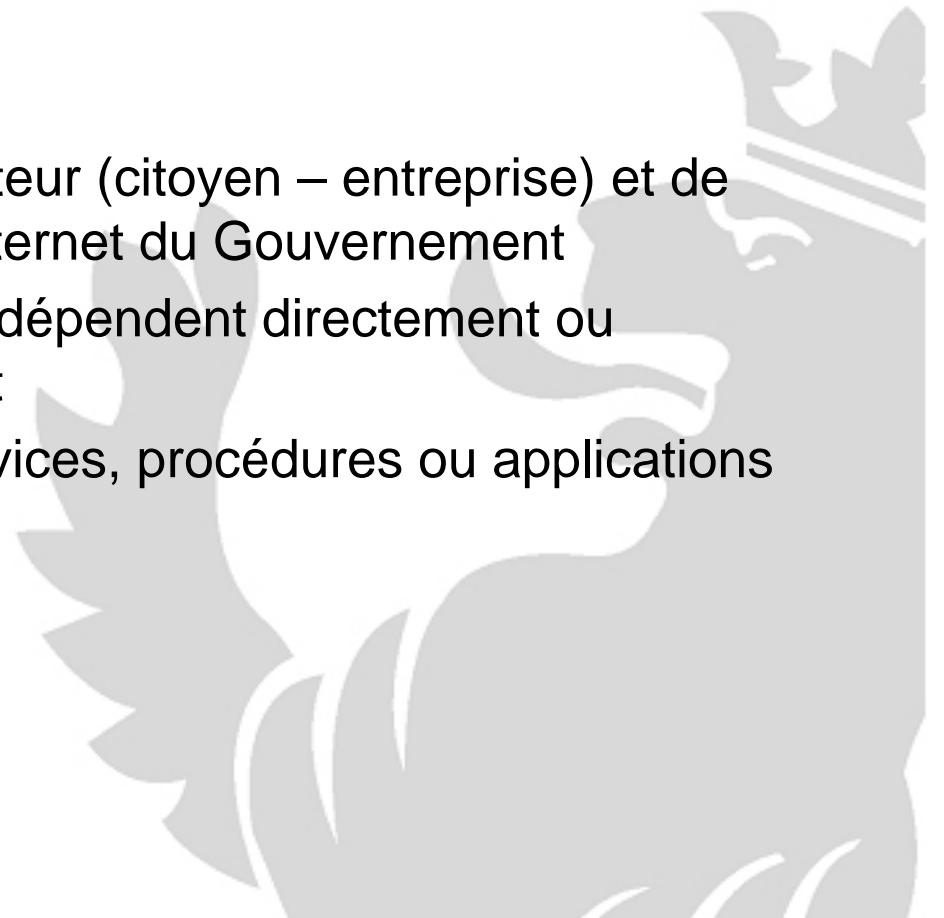 teur (citoyen – entreprise) et de
ternet du Gouvernement
dépendent directement ou
t
vices, procédures ou applications